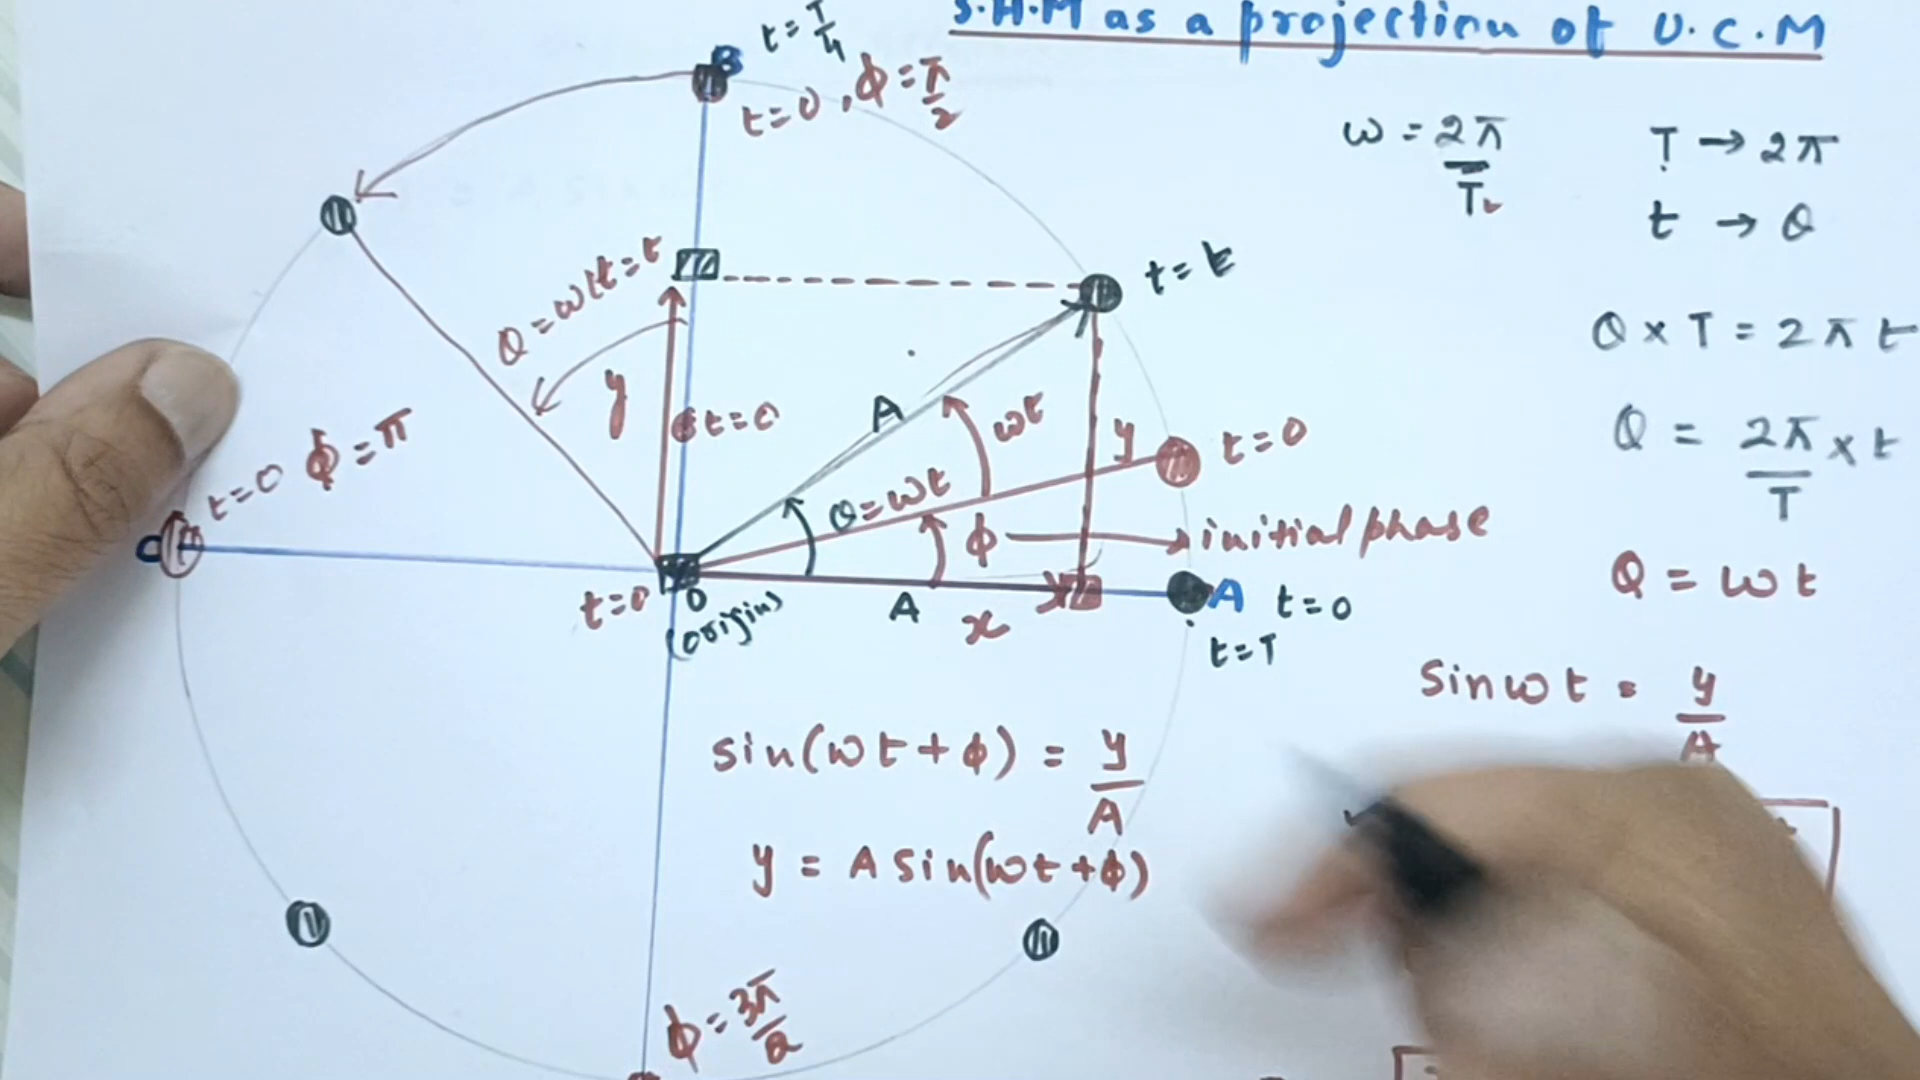 S.H.M as a projection of U.C.M
t = T/4
B
t=0, ϕ = π/2
ω = 2π/T
T → 2π
t → θ
t = t
θ × T = 2π t
θ = ωt t = t
y
t=0
A
ωt
y
t=0
θ = 2π/T × t
t=0 ϕ = π
θ = ωt
ϕ → initial phase
C
θ = ωt
t=0
O
(origin)
A
x
A t=0
t=T
sin ωt = y/A
sin(ωt + ϕ) = y/A
y = A sin(ωt + ϕ)
ϕ = 3π/2